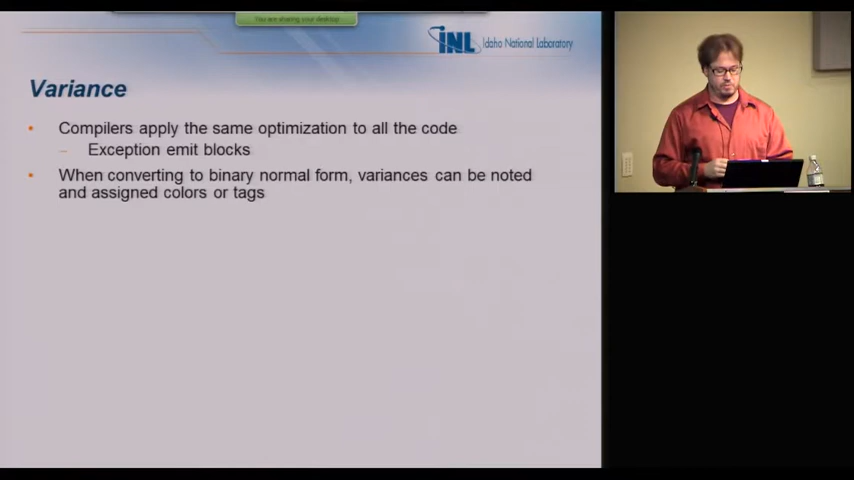 You are sharing your desktop
INL Idaho National Laboratory
Variance
• Compilers apply the same optimization to all the code
– Exception emit blocks
• When converting to binary normal form, variances can be noted
and assigned colors or tags